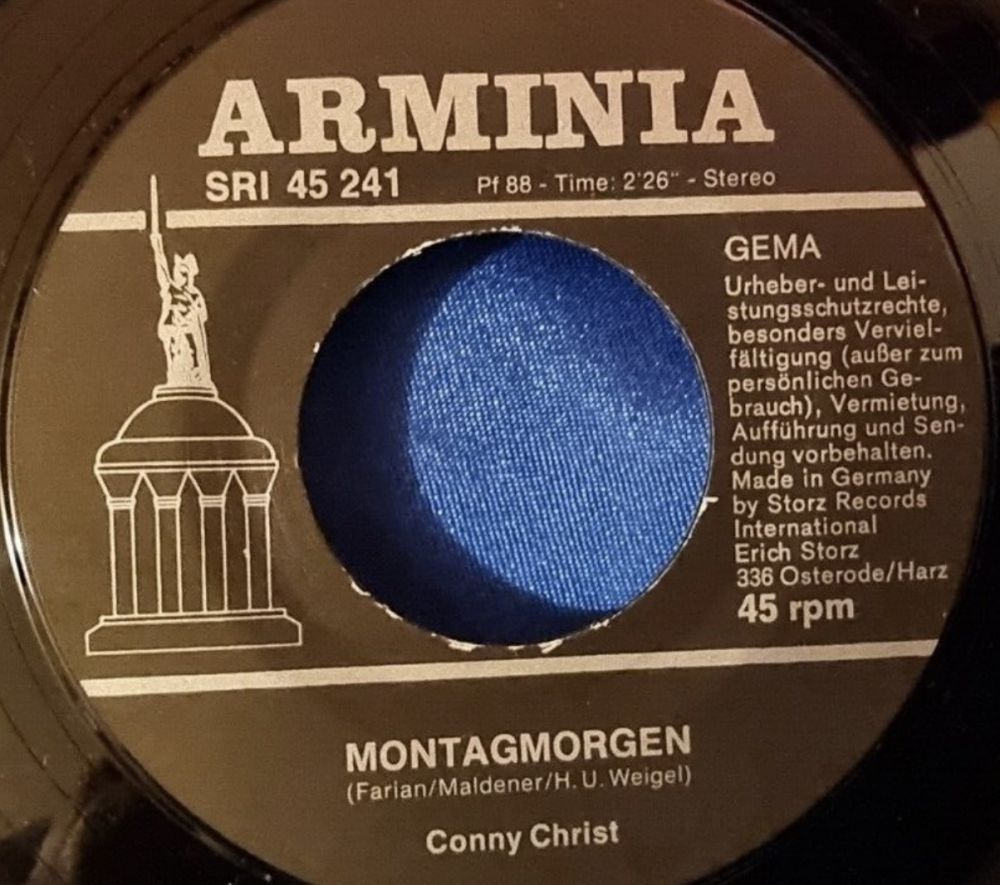 ARMINIA
SRI 45 241 Pf 88 - Time: 2'26" - Stereo
GEMA
Urheber- und Lei-
stungsschutzrechte,
besonders Verviel-
fältigung (außer zum
persönlichen Ge-
brauch), Vermietung,
Aufführung und Sen-
dung vorbehalten.
Made in Germany
by Storz Records
International
Erich Storz
336 Osterode/Harz
45 rpm
MONTAGMORGEN
(Farian/Maldener/H. U. Weigel)
Conny Christ